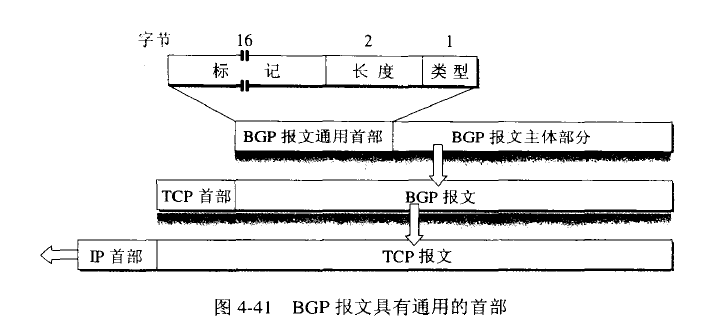 字节 16 2 1
标 记 长 度 类 型
BGP 报文通用首部 BGP 报文主体部分
TCP 首部 BGP 报文
IP 首部 TCP 报文
图 4-41 BGP 报文具有通用的首部